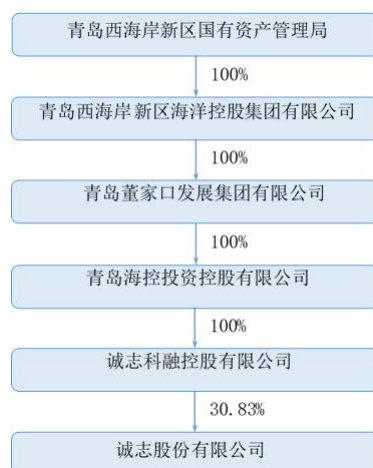 青岛西海岸新区国有资产管理局
100%
青岛西海岸新区海洋控股集团有限公司
100%
青岛董家口发展集团有限公司
100%
青岛海控投资控股有限公司
100%
诚志科融控股有限公司
30.83%
诚志股份有限公司